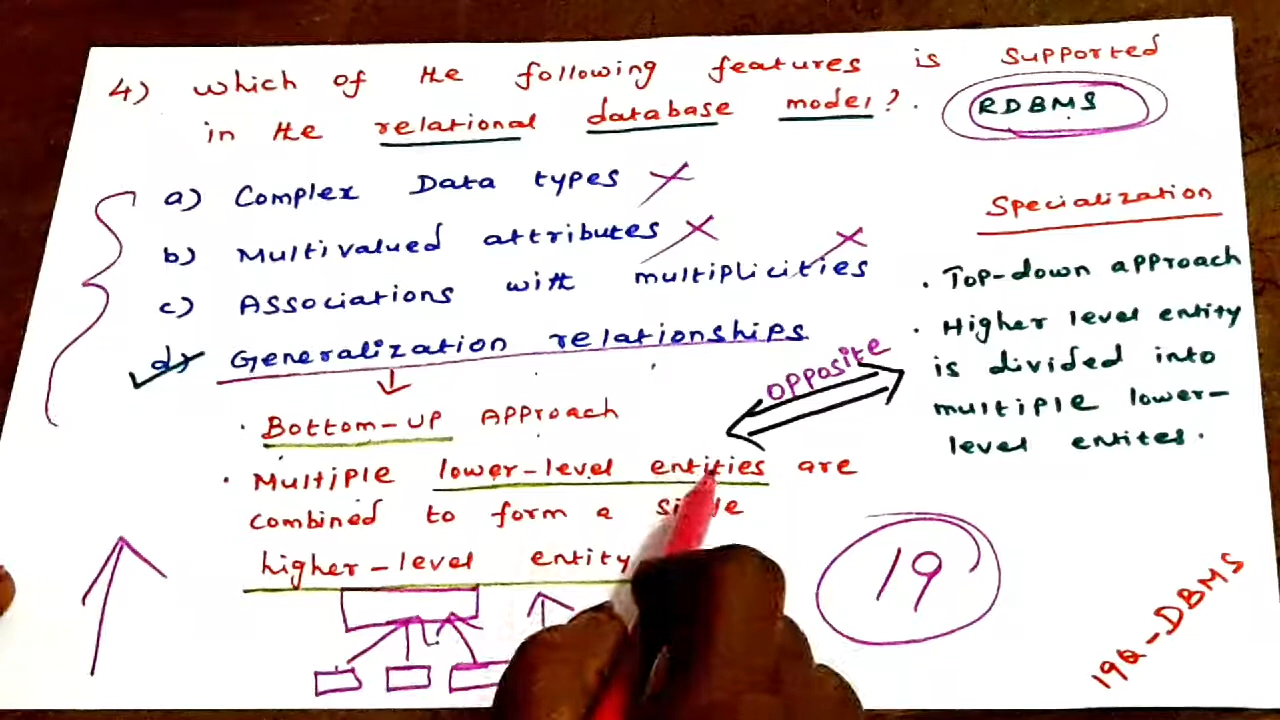 4) which of the following features is supported
in the relational database model?. RDBMS
a) Complex Data types
b) Multivalued attributes
c) Associations with multiplicities
d) Generalization relationships.
• Bottom-up Approach
• Multiple lower-level entities are
combined to form a
higher-level entity
opposite
Specialization
• Top-down approach
• Higher level entity
is divided into
multiple lower-
level entites.
19
19Q-DBMS